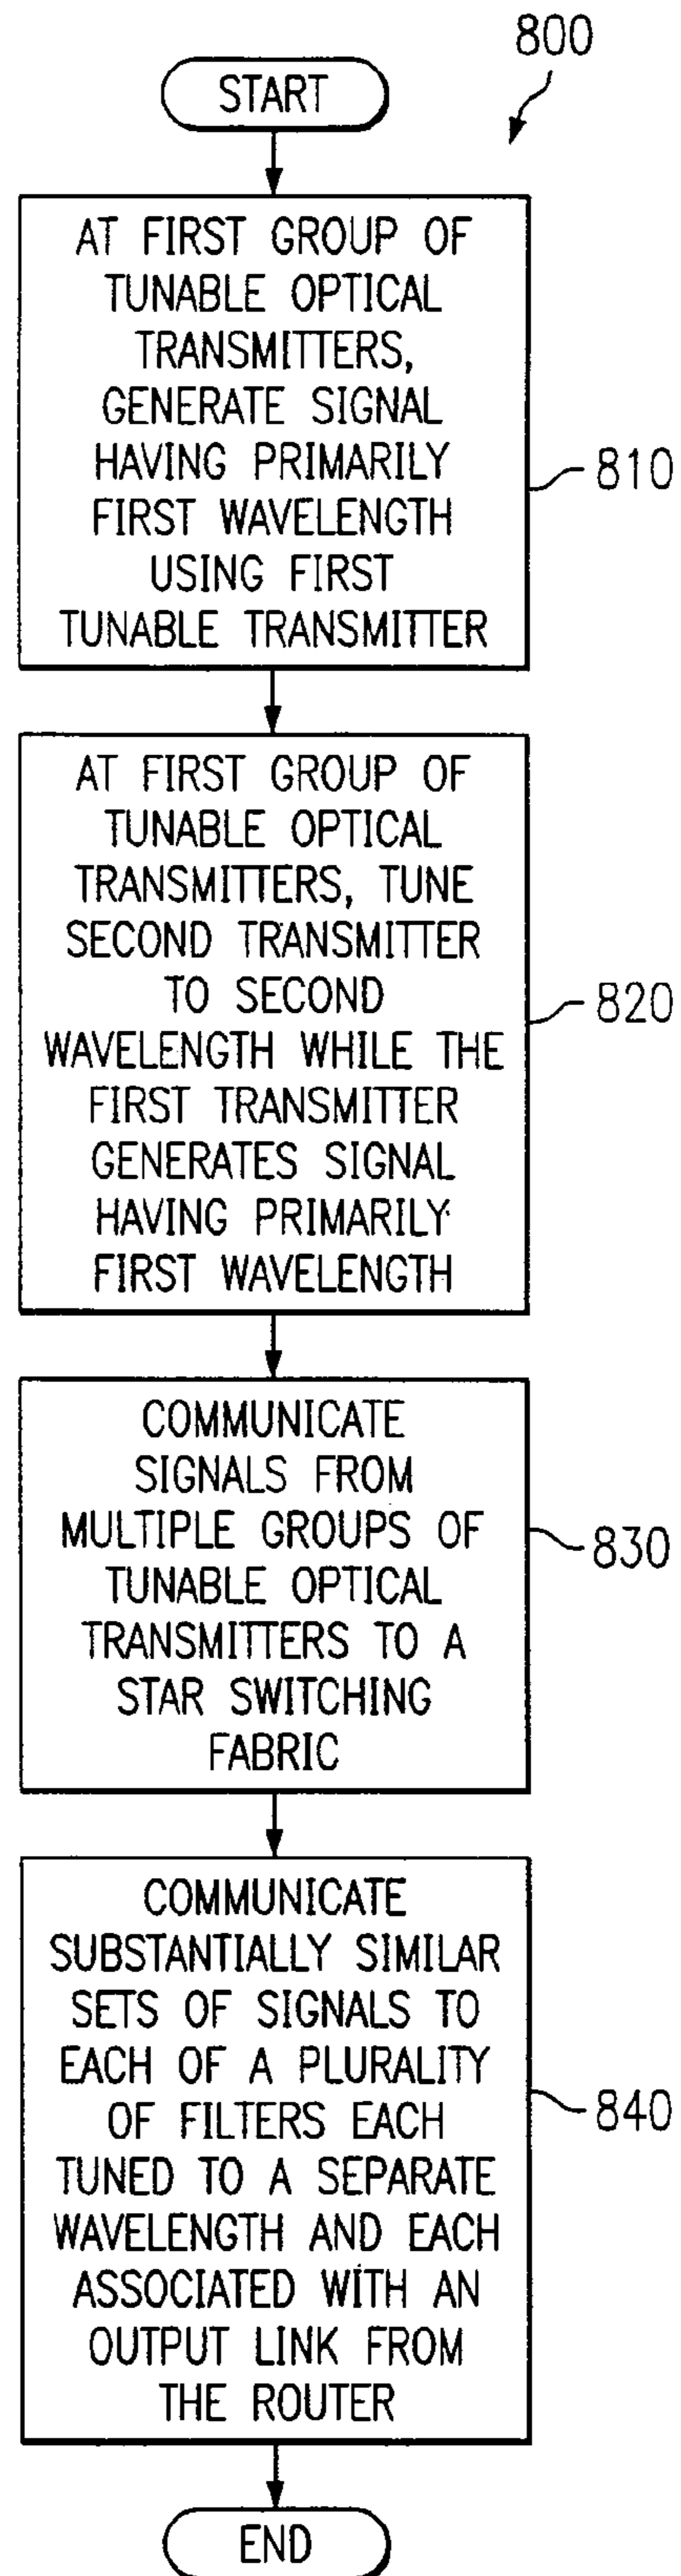 800
START
AT FIRST GROUP OF
TUNABLE OPTICAL
TRANSMITTERS,
GENERATE SIGNAL
HAVING PRIMARILY
FIRST WAVELENGTH
USING FIRST
TUNABLE TRANSMITTER
810
AT FIRST GROUP OF
TUNABLE OPTICAL
TRANSMITTERS, TUNE
SECOND TRANSMITTER
TO SECOND
WAVELENGTH WHILE THE
FIRST TRANSMITTER
GENERATES SIGNAL
HAVING PRIMARILY
FIRST WAVELENGTH
820
COMMUNICATE
SIGNALS FROM
MULTIPLE GROUPS OF
TUNABLE OPTICAL
TRANSMITTERS TO A
STAR SWITCHING
FABRIC
830
COMMUNICATE
SUBSTANTIALLY SIMILAR
SETS OF SIGNALS TO
EACH OF A PLURALITY
OF FILTERS EACH
TUNED TO A SEPARATE
WAVELENGTH AND EACH
ASSOCIATED WITH AN
OUTPUT LINK FROM
THE ROUTER
840
END